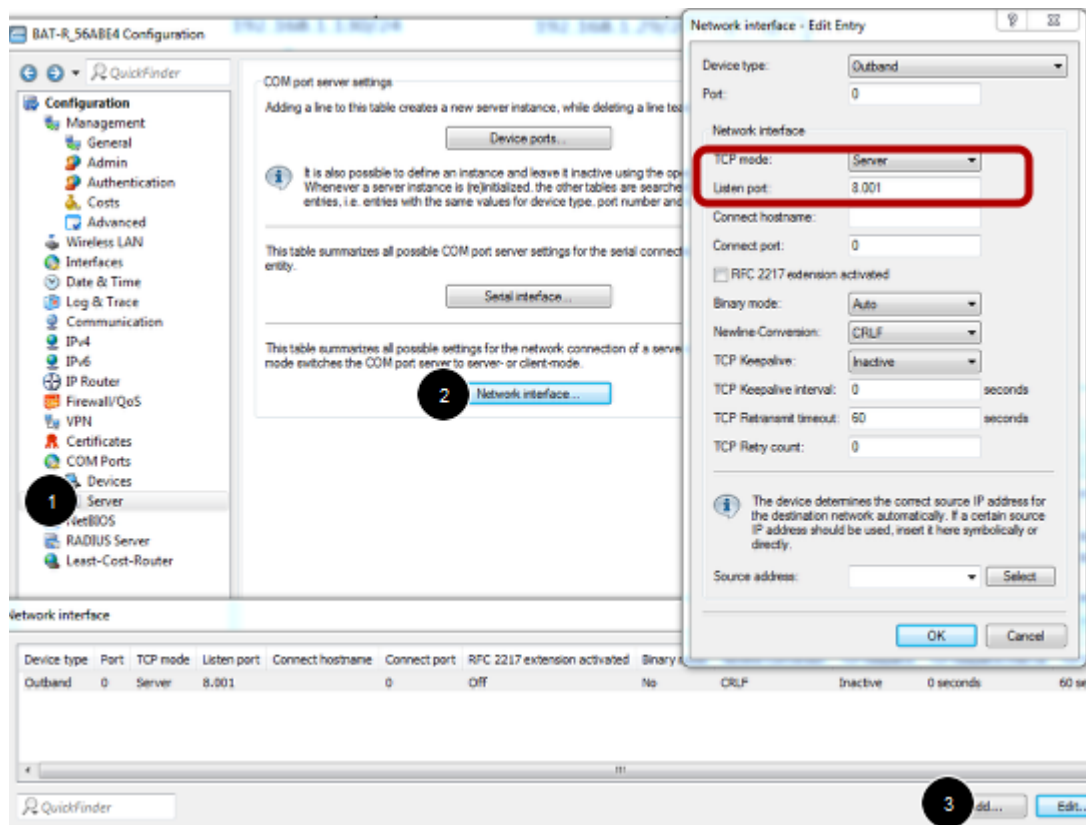 BAT-R_56ABE4 Configuration
QuickFinder
Configuration
Management
General
Admin
Authentication
Costs
Advanced
Wireless LAN
Interfaces
Date & Time
Log & Trace
Communication
IPv4
IPv6
IP Router
Firewall/QoS
VPN
Certificates
COM Ports
Devices
1
Server
NetBIOS
RADIUS Server
Least-Cost-Router
COM port server settings
Adding a line to this table creates a new server instance, while deleting a line
Device ports...
It is also possible to define an instance and leave it inactive using the
Whenever a server instance is (re)initialized, the other tables are searche
entries, i.e. entries with the same values for device type, port number and
This table summarizes all possible COM port server settings for the serial connect
entity.
Serial interface...
This table summarizes all possible settings for the network connection of a serve
mode switches the COM port server to server- or client-mode.
2
Network interface...
Network interface - Edit Entry
Device type: Outband
Port: 0
Network interface
TCP mode: Server
Listen port: 8.001
Connect hostname:
Connect port: 0
RFC 2217 extension activated
Binary mode: Auto
Newline-Conversion: CRLF
TCP Keepalive: Inactive
TCP Keepalive interval: 0 seconds
TCP Retransmit timeout: 60 seconds
TCP Retry count: 0
The device determines the correct source IP address for
the destination network automatically. If a certain source
IP address should be used, insert it here symbolically or
directly.
Source address: Select
OK Cancel
Network interface
Device type Port TCP mode Listen port Connect hostname Connect port RFC 2217 extension activated Binary
Outband 0 Server 8.001 0 Off No CRLF Inactive 0 seconds 60 se
QuickFinder
3 dd... Edit..